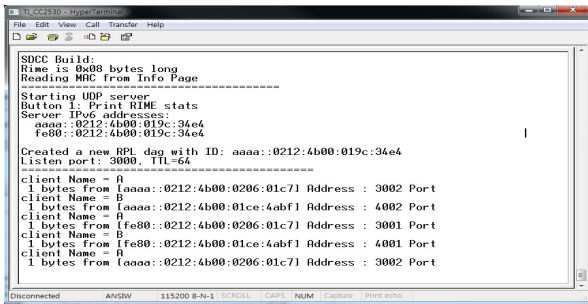 TI_CC2530 - HyperTerminal
File Edit View Call Transfer Help
SDCC Build:
Rime is 0x08 bytes long
Reading MAC from Info Page
========================================
Starting UDP server
Button 1: Print RIME stats
Server IPv6 addresses:
aaaa::0212:4b00:019c:34e4
fe80::0212:4b00:019c:34e4
Created a new RPL dag with ID: aaaa::0212:4b00:019c:34e4
Listen port: 3000, TTL=64
=============================================
client Name = A
1 bytes from [aaaa::0212:4b00:0206:01c7] Address : 3002 Port
client Name = B
1 bytes from [aaaa::0212:4b00:01ce:4abf] Address : 4002 Port
client Name = A
1 bytes from [fe80::0212:4b00:0206:01c7] Address : 3001 Port
client Name = B
1 bytes from [fe80::0212:4b00:01ce:4abf] Address : 4001 Port
client Name = A
1 bytes from [aaaa::0212:4b00:0206:01c7] Address : 3002 Port
Disconnected ANSIW 115200 8-N-1 SCROLL CAPS NUM Capture Print echo